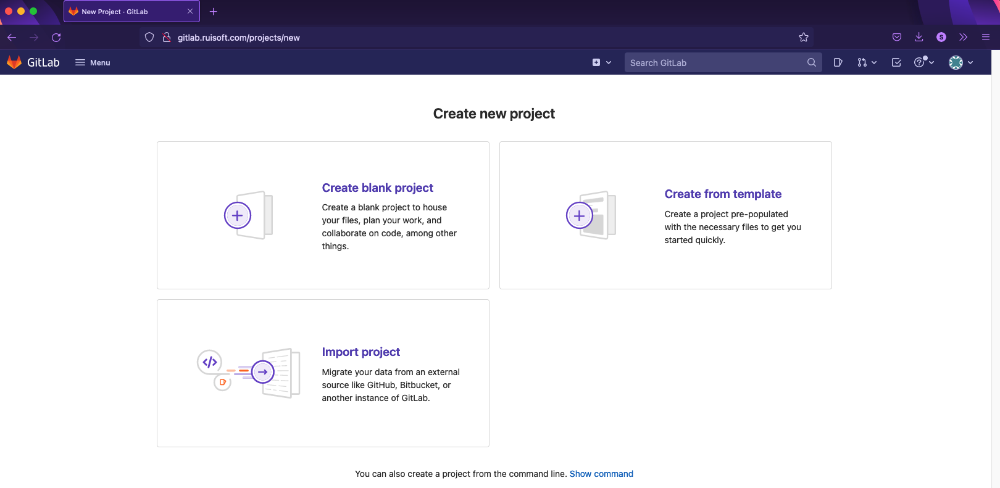 New Project · GitLab
gitlab.ruisoft.com/projects/new
S
GitLab
Menu
Search GitLab
Create new project
Create blank project
Create a blank project to house
your files, plan your work, and
collaborate on code, among other
things.
Create from template
Create a project pre-populated
with the necessary files to get you
started quickly.
Import project
Migrate your data from an external
source like GitHub, Bitbucket, or
another instance of GitLab.
You can also create a project from the command line. Show command